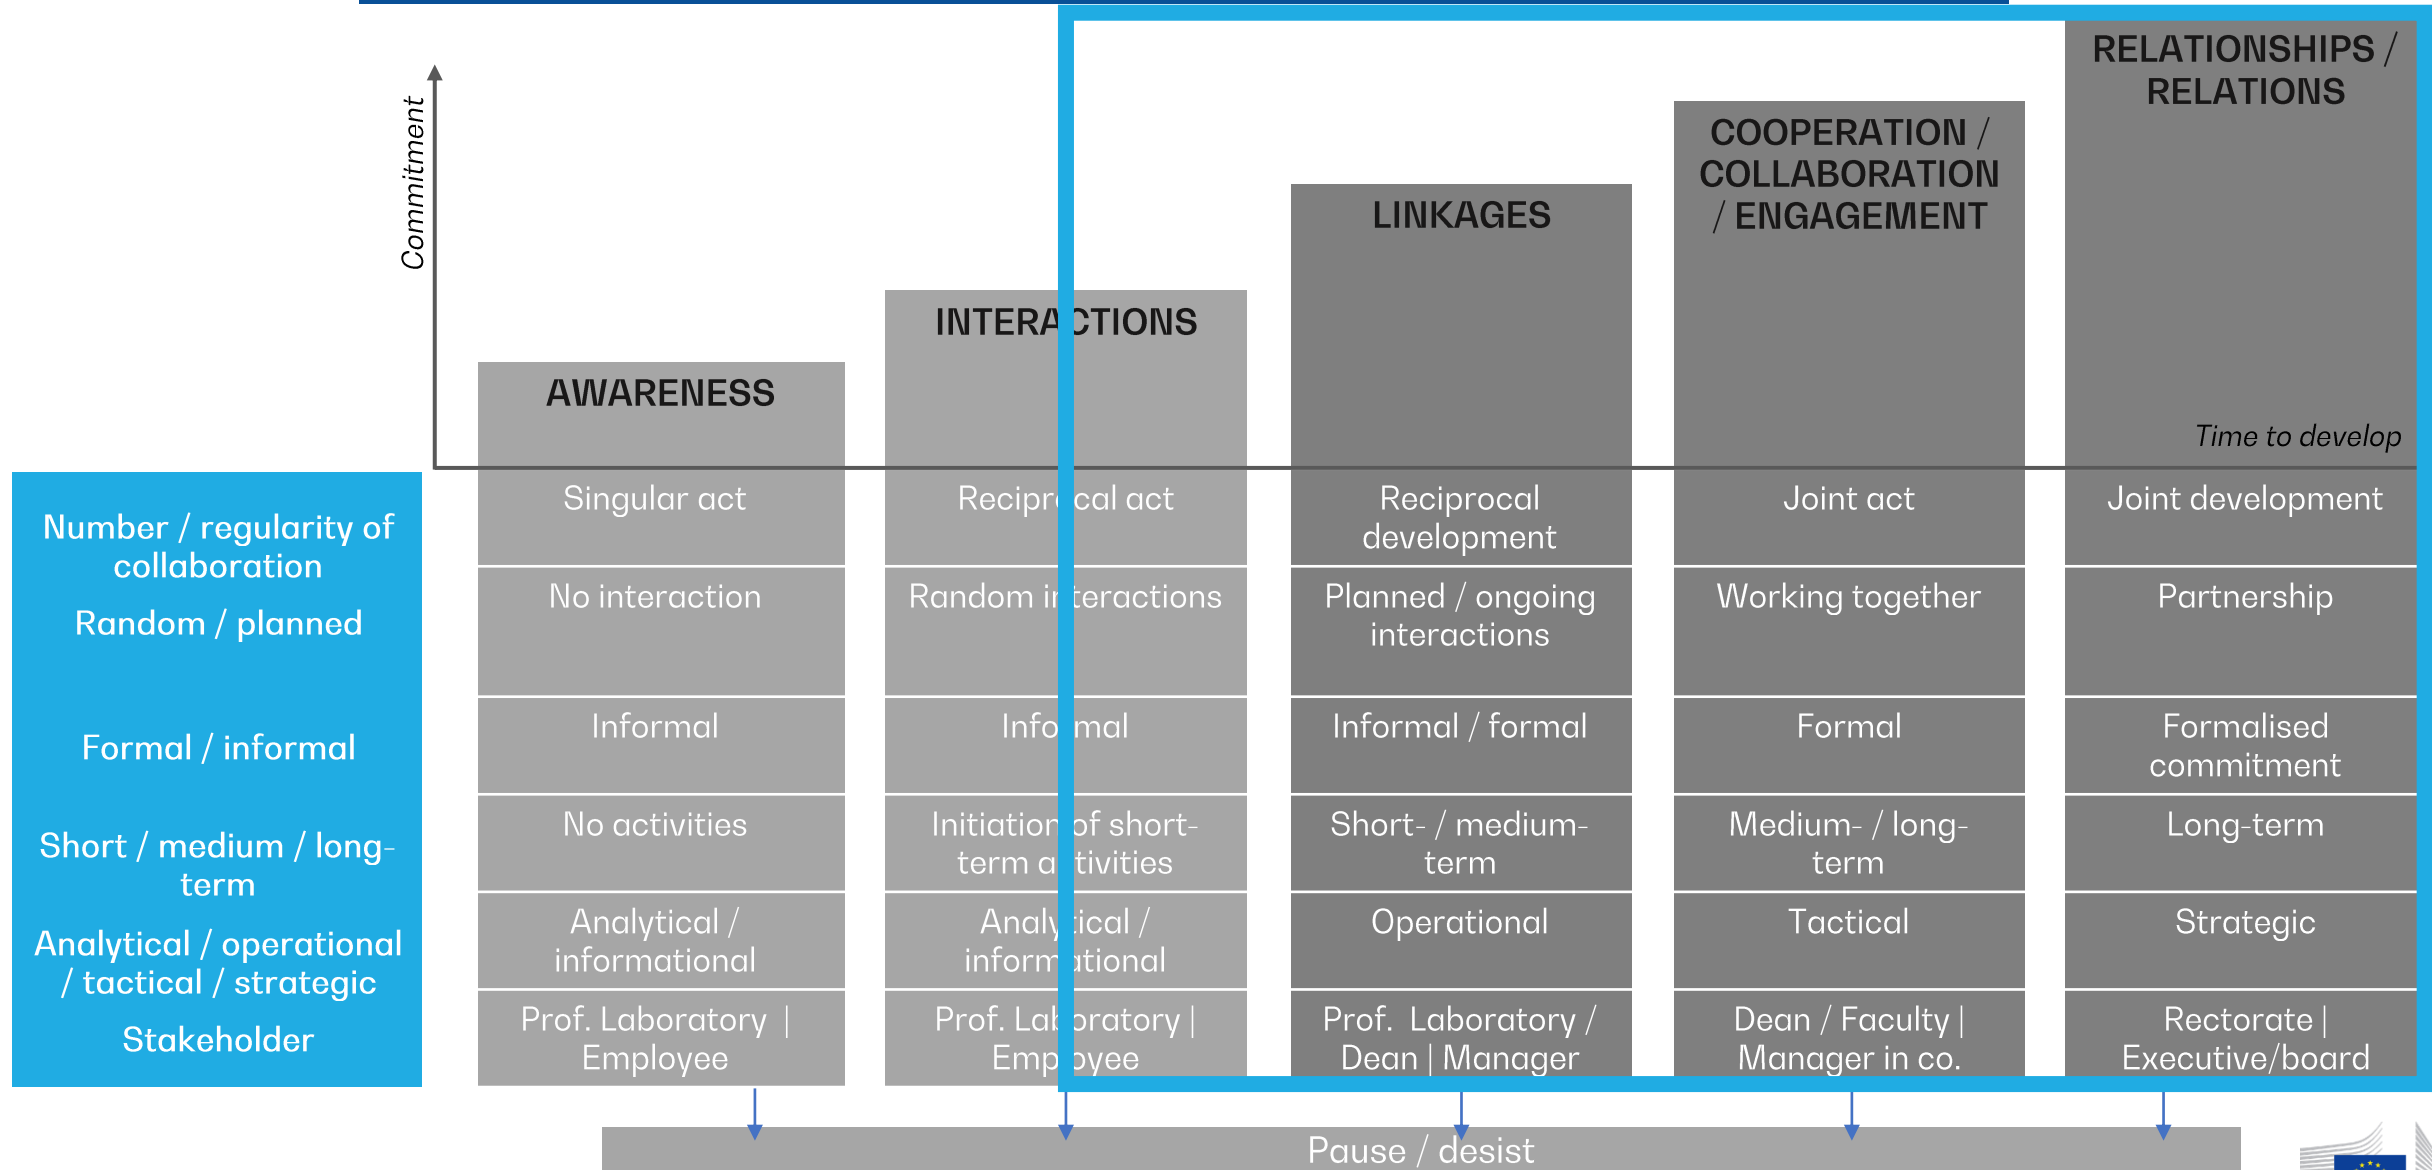 RELATIONSHIPS /
RELATIONS
COOPERATION /
COLLABORATION
/ ENGAGEMENT
LINKAGES
INTERACTIONS
AWARENESS
Commitment
Time to develop
Number / regularity of
collaboration
Singular act
Reciprocal act
Reciprocal
development
Joint act
Joint development
Random / planned
No interaction
Random interactions
Planned / ongoing
interactions
Working together
Partnership
Formal / informal
Informal
Informal
Informal / formal
Formal
Formalised
commitment
Short / medium / long-
term
No activities
Initiation of short-
term activities
Short- / medium-
term
Medium- / long-
term
Long-term
Analytical / operational
/ tactical / strategic
Analytical /
informational
Analytical /
informational
Operational
Tactical
Strategic
Stakeholder
Prof. Laboratory |
Employee
Prof. Laboratory |
Employee
Prof. Laboratory /
Dean | Manager
Dean / Faculty |
Manager in co.
Rectorate |
Executive/board
Pause / desist